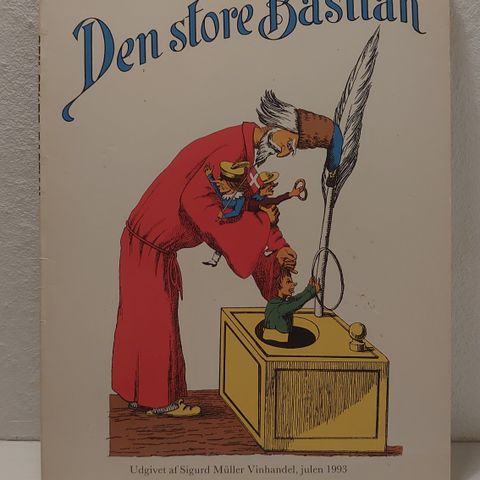 Den store Bastian
Udgivet af Sigurd Müller Vinhandel, julen 1993